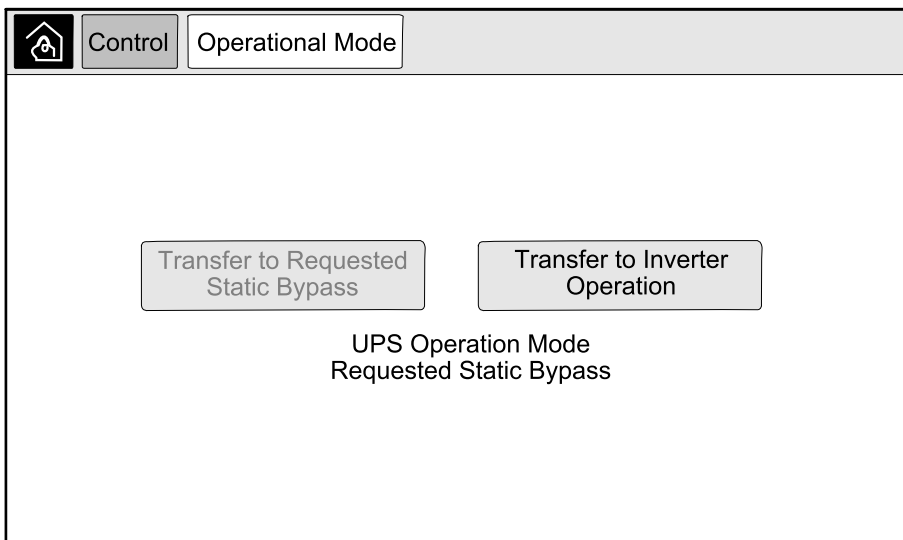 Control Operational Mode
Transfer to Requested
Static Bypass
Transfer to Inverter
Operation
UPS Operation Mode
Requested Static Bypass